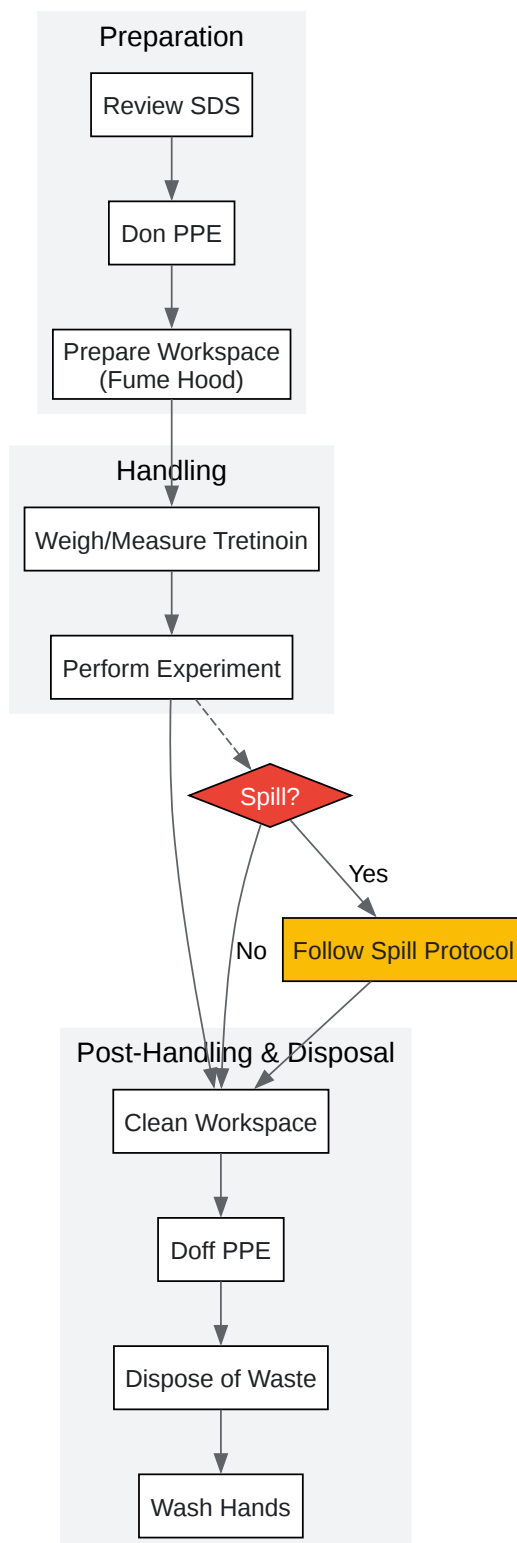 Preparation
Review SDS
Don PPE
Prepare Workspace
(Fume Hood)
Handling
Weigh/Measure Tretinoin
Perform Experiment
Spill?
Yes
No
Follow Spill Protocol
Post-Handling & Disposal
Clean Workspace
Doff PPE
Dispose of Waste
Wash Hands